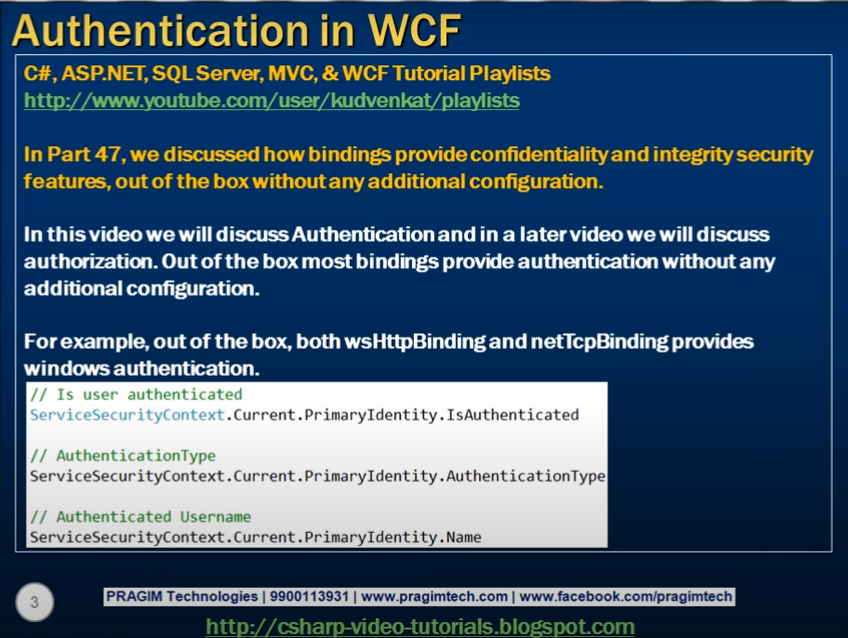 Authentication in WCF
C#, ASP.NET, SQL Server, MVC, & WCF Tutorial Playlists
http://www.youtube.com/user/kudvenkat/playlists
In Part 47, we discussed how bindings provide confidentiality and integrity security
features, out of the box without any additional configuration.
In this video we will discuss Authentication and in a later video we will discuss
authorization. Out of the box most bindings provide authentication without any
additional configuration.
For example, out of the box, both wsHttpBinding and netTcpBinding provides
windows authentication.
// Is user authenticated
ServiceSecurityContext.Current.PrimaryIdentity.IsAuthenticated
// AuthenticationType
ServiceSecurityContext.Current.PrimaryIdentity.AuthenticationType
// Authenticated Username
ServiceSecurityContext.Current.PrimaryIdentity.Name
3
PRAGIM Technologies | 9900113931 | www.pragimtech.com | www.facebook.com/pragimtech
http://csharp-video-tutorials.blogspot.com